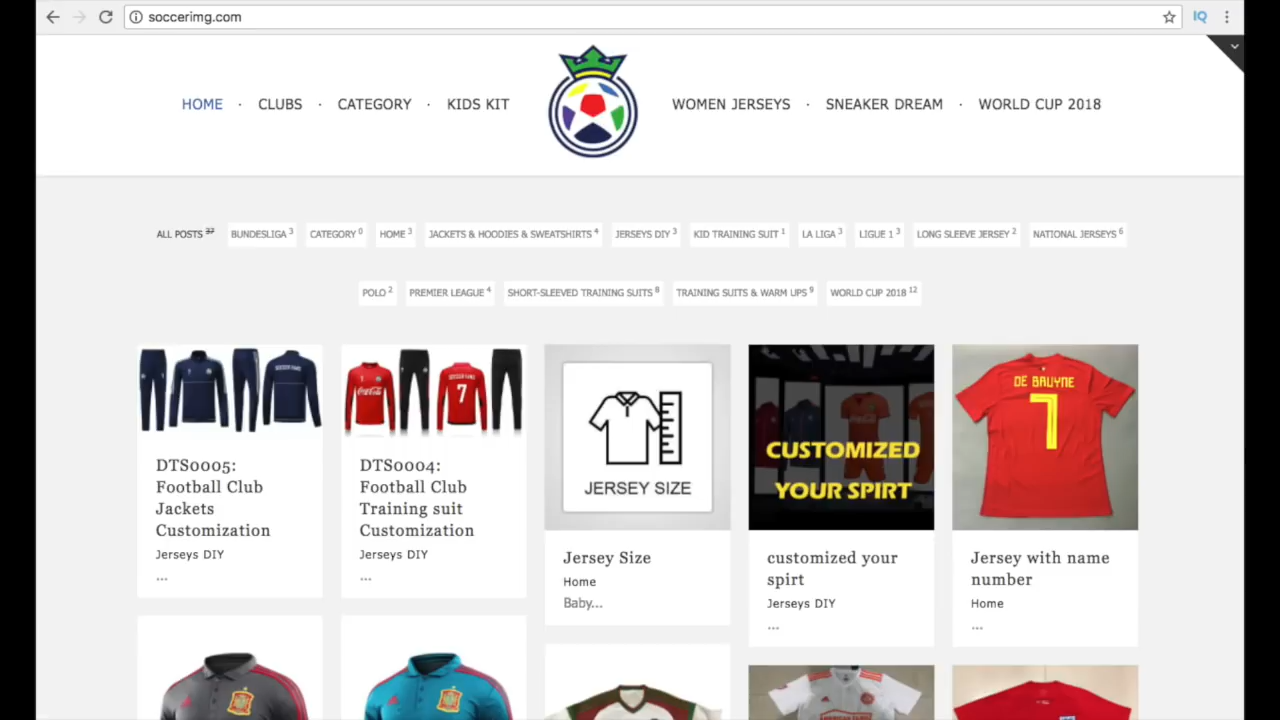 soccerimg.com
IQ
HOME · CLUBS · CATEGORY · KIDS KIT
WOMEN JERSEYS · SNEAKER DREAM · WORLD CUP 2018
ALL POSTS 37 BUNDESLIGA 3 CATEGORY 0 HOME 3 JACKETS & HOODIES & SWEATSHIRTS 4 JERSEYS DIY 3 KID TRAINING SUIT 1 LA LIGA 3 LIGUE 1 3 LONG SLEEVE JERSEY 2 NATIONAL JERSEYS 6
POLO 2 PREMIER LEAGUE 4 SHORT-SLEEVED TRAINING SUITS 8 TRAINING SUITS & WARM UPS 9 WORLD CUP 2018 12
DTS0005:
Football Club
Jackets
Customization
Jerseys DIY
...
Coca-Cola
7
DTS0004:
Football Club
Training suit
Customization
Jerseys DIY
...
JERSEY SIZE
Jersey Size
Home
Baby...
CUSTOMIZED
YOUR SPIRT
customized your
spirt
Jerseys DIY
...
DE BRUYNE
7
Jersey with name
number
Home
...